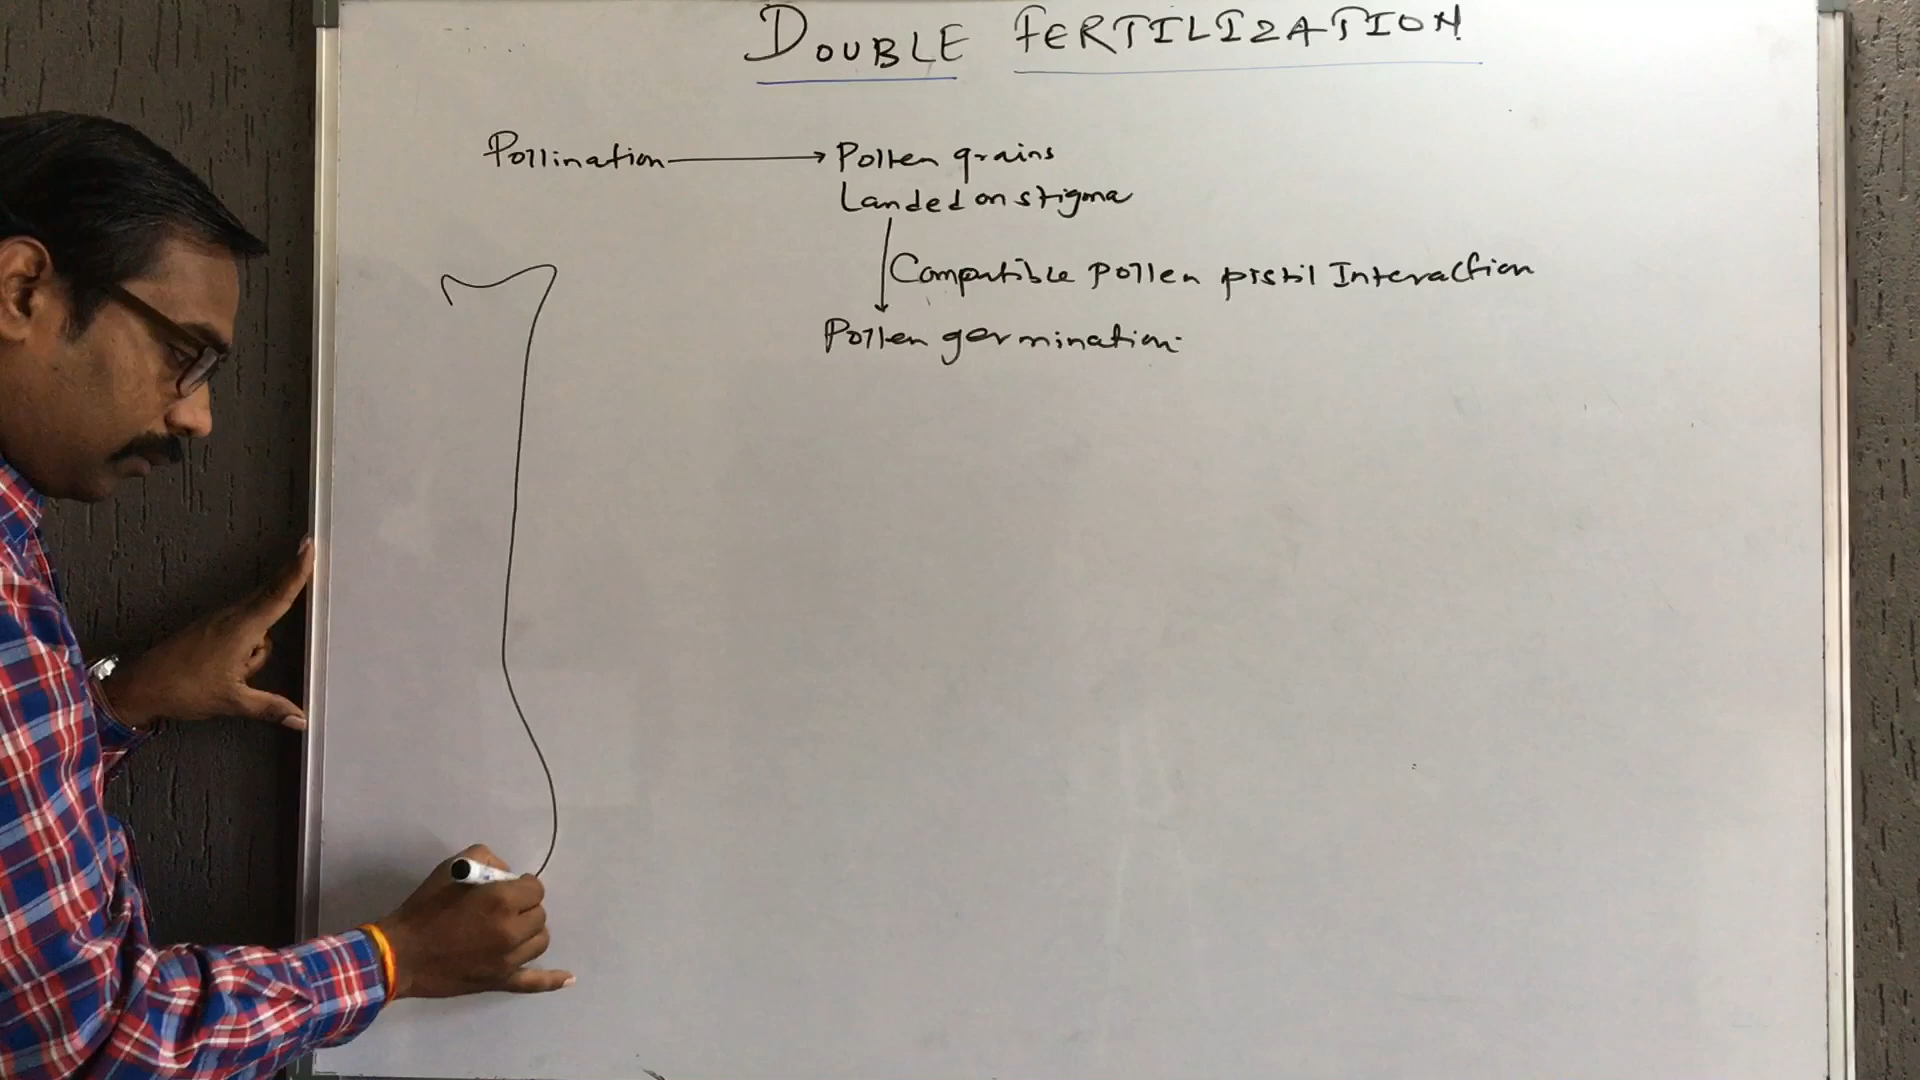 DOUBLE FERTILIZATION
Pollination → Pollen grains
Landed on stigma
Compatible pollen pistil Interaction
Pollen germination.